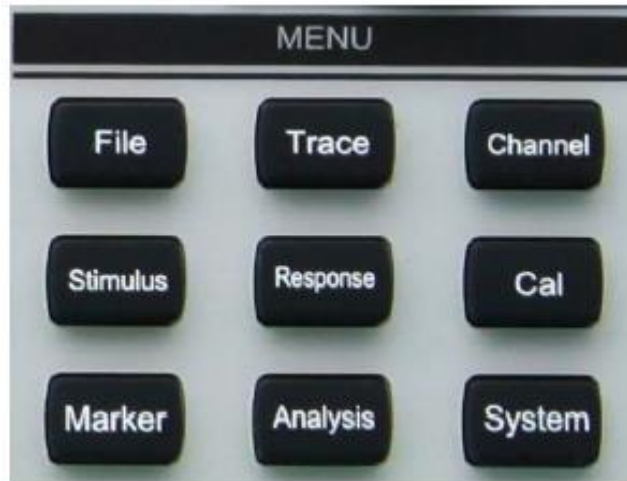 MENU
File Trace Channel
Stimulus Response Cal
Marker Analysis System